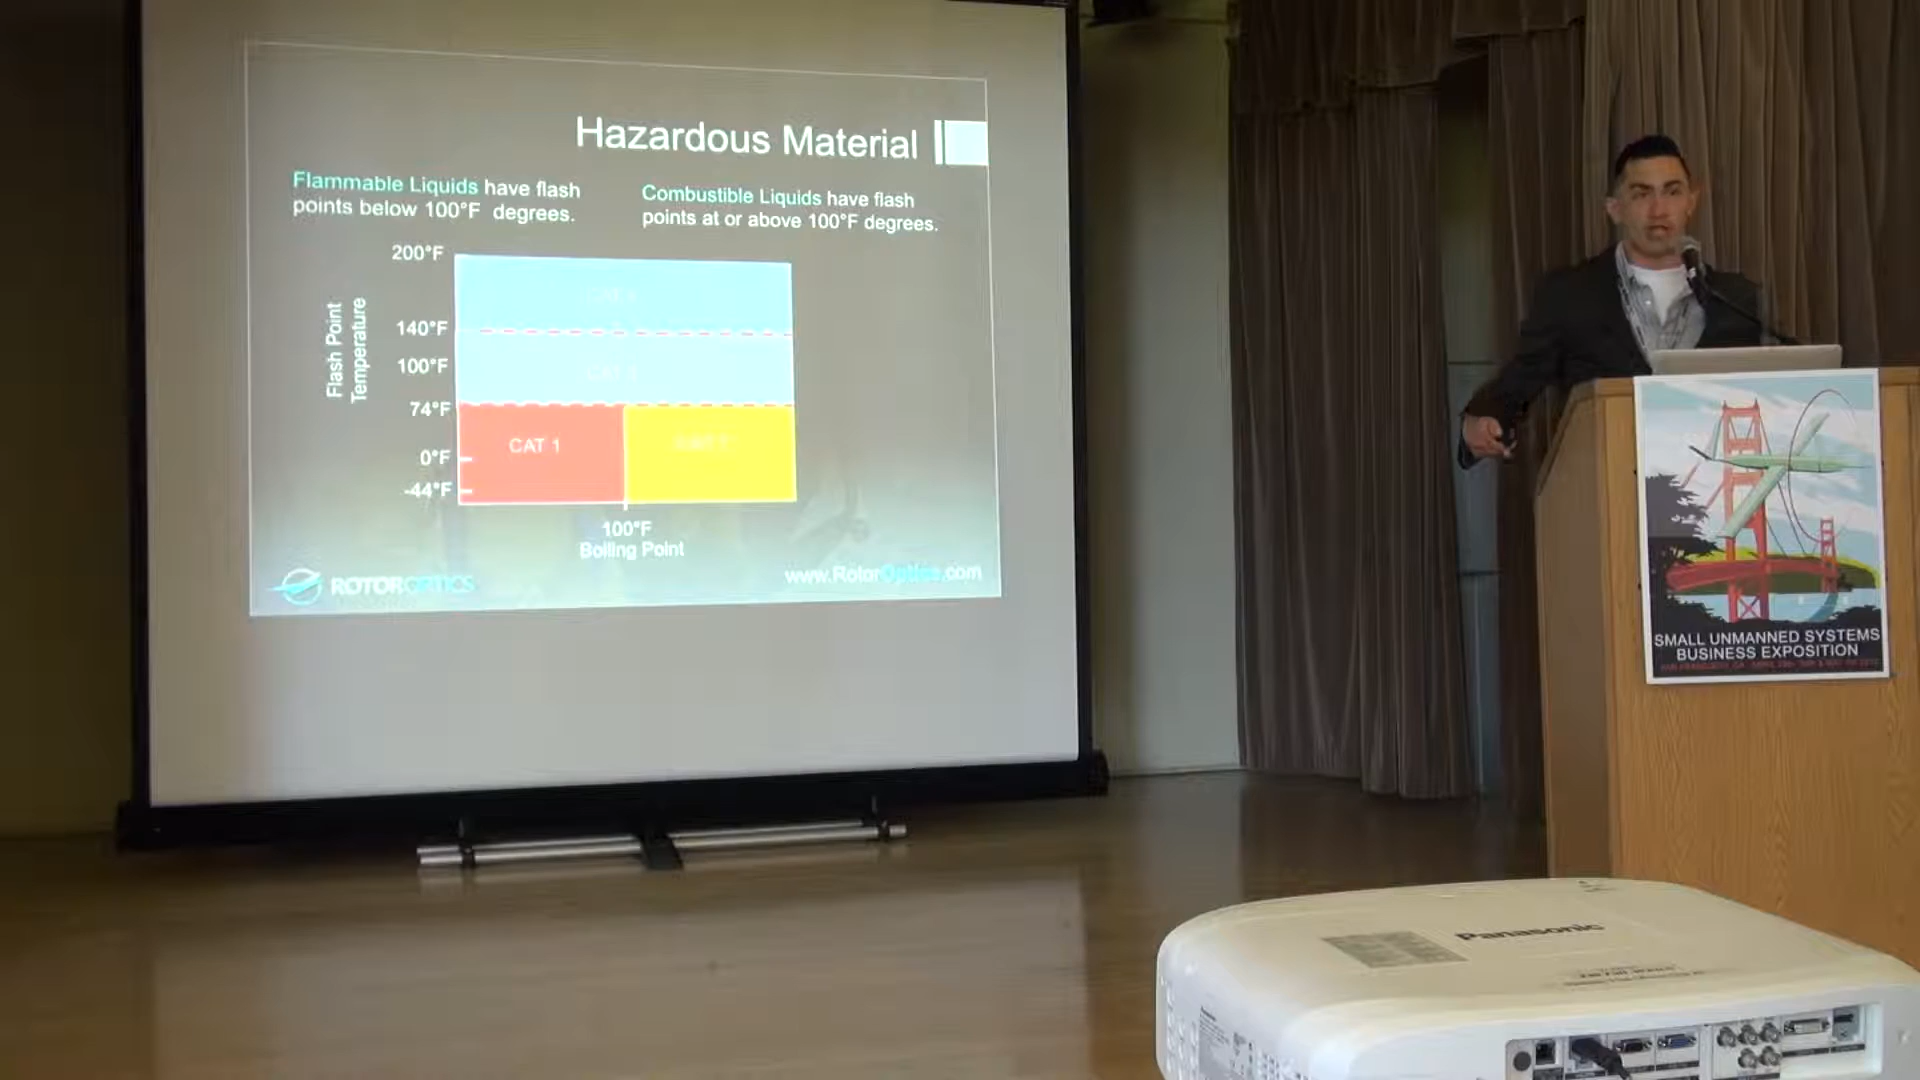 Hazardous Material
Flammable Liquids have flash
points below 100°F degrees.
Combustible Liquids have flash
points at or above 100°F degrees.
200°F
140°F
100°F
74°F
0°F
-44°F
Flash Point
Temperature
CAT 1
100°F
Boiling Point
ROTOROPTICS
www.RotorOptics.com
SMALL UNMANNED SYSTEMS
BUSINESS EXPOSITION
Panasonic